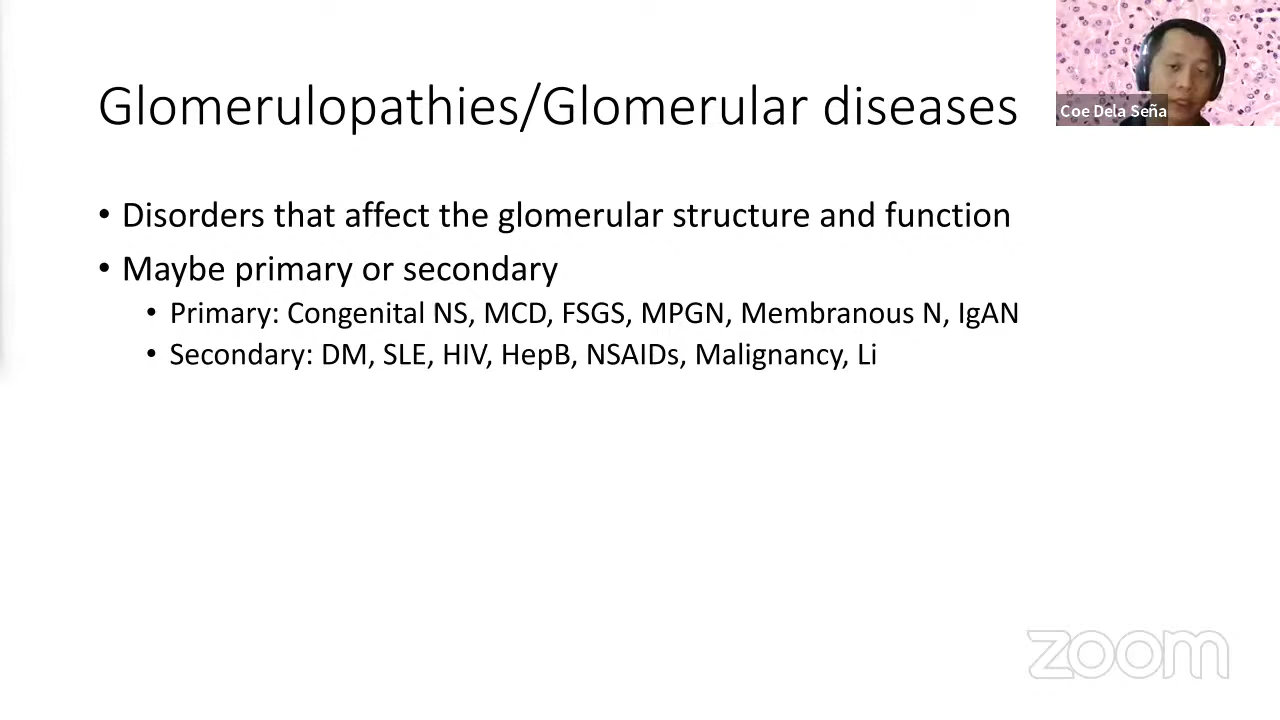 Glomerulopathies/Glomerular diseases
Coe Dela Seña
• Disorders that affect the glomerular structure and function
• Maybe primary or secondary
• Primary: Congenital NS, MCD, FSGS, MPGN, Membranous N, IgAN
• Secondary: DM, SLE, HIV, HepB, NSAIDs, Malignancy, Li
zoom